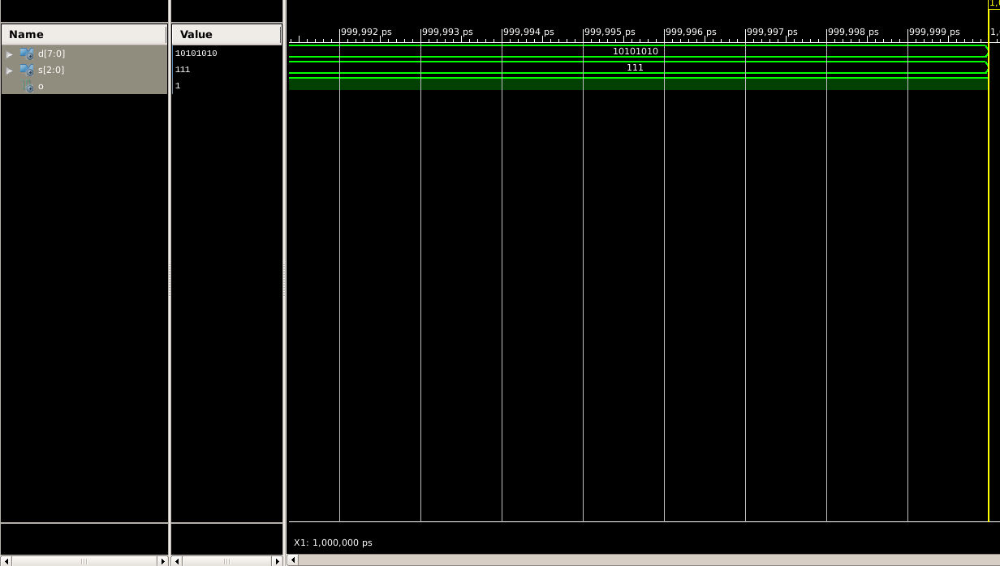 1,0
Name Value
999,992 ps 999,993 ps 999,994 ps 999,995 ps 999,996 ps 999,997 ps 999,998 ps 999,999 ps 1,
d[7:0] 10101010 10101010
s[2:0] 111 111
o 1
X1: 1,000,000 ps